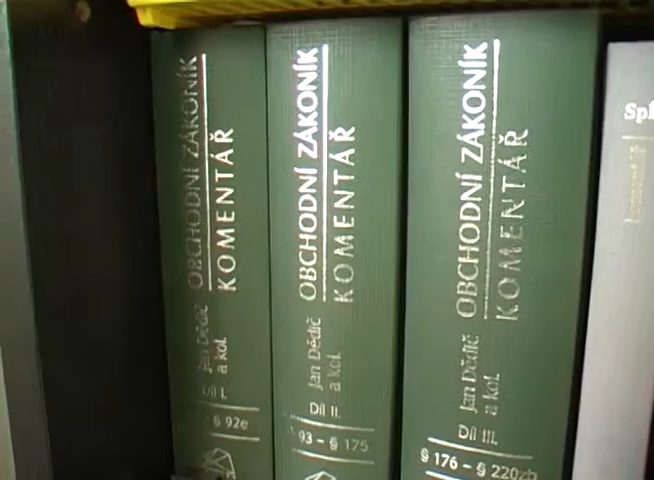 OBCHODNÍ ZÁKONÍK
KOMENTÁŘ
Jan Dědič
a kol.
Díl I.
§ 92e
OBCHODNÍ ZÁKONÍK
KOMENTÁŘ
Jan Dědič
a kol.
Díl II.
93 – § 175
OBCHODNÍ ZÁKONÍK
KOMENTÁŘ
Jan Dědič
a kol.
Díl III.
§ 176 – § 220zb